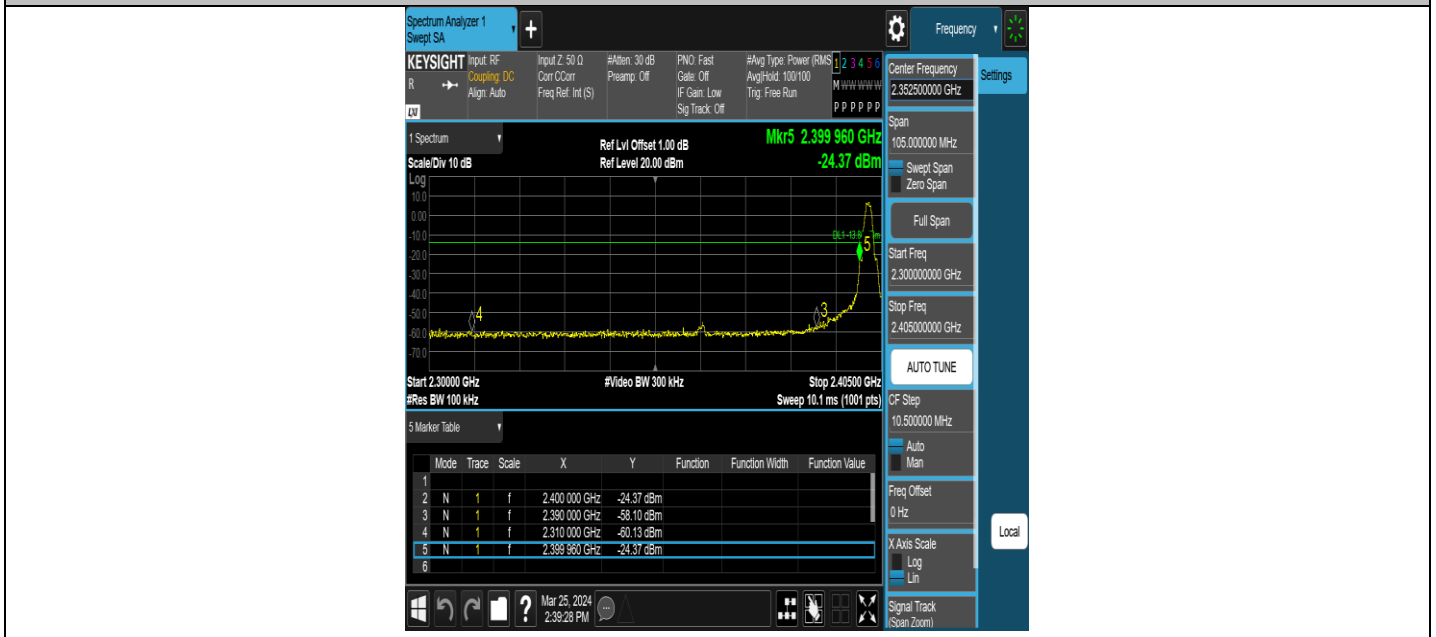 Spectrum Analyzer 1
Swept SA
+
Frequency
KEYSIGHT
R
LXI
Input: RF
Coupling: DC
Align: Auto
Input Z: 50 Ω
Corr CCorr
Freq Ref: Int (S)
#Atten: 30 dB
Preamp: Off
PNO: Fast
Gate: Off
IF Gain: Low
Sig Track: Off
#Avg Type: Power (RMS
Avg|Hold: 100/100
Trig: Free Run
1 2 3 4 5 6
M W W W W W
P P P P P P
1 Spectrum
Scale/Div 10 dB
Ref Lvl Offset 1.00 dB
Ref Level 20.00 dBm
Mkr5 2.399 960 GHz
-24.37 dBm
Log
10.0
0.00
-10.0
-20.0
-30.0
-40.0
-50.0
-60.0
-70.0
5
4
3
Start 2.30000 GHz
#Res BW 100 kHz
#Video BW 300 kHz
Stop 2.40500 GHz
Sweep 10.1 ms (1001 pts)
5 Marker Table
Mode Trace Scale X Y Function Function Width Function Value
1
2 N 1 f 2.400 000 GHz -24.37 dBm
3 N 1 f 2.390 000 GHz -58.10 dBm
4 N 1 f 2.310 000 GHz -60.13 dBm
5 N 1 f 2.399 960 GHz -24.37 dBm
6
?
Mar 25, 2024
2:39:28 PM
Center Frequency
2.352500000 GHz
Span
105.000000 MHz
Swept Span
Zero Span
Full Span
Start Freq
2.300000000 GHz
Stop Freq
2.405000000 GHz
AUTO TUNE
CF Step
10.500000 MHz
Auto
Man
Freq Offset
0 Hz
X Axis Scale
Log
Lin
Signal Track
(Span Zoom)
Settings
Local